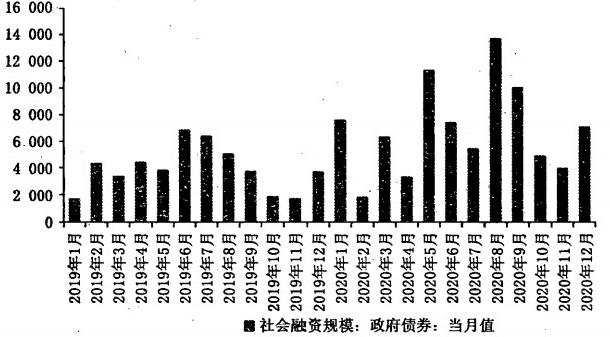 16 000
14 000
12 000
10 000
8 000
6 000
4 000
2 000
0
2019年1月
2019年2月
2019年3月
2019年4月
2019年5月
2019年6月
2019年7月
2019年8月
2019年9月
2019年10月
2019年11月
2019年12月
2020年1月
2020年2月
2020年3月
2020年4月
2020年5月
2020年6月
2020年7月
2020年8月
2020年9月
2020年10月
2020年11月
2020年12月
社会融资规模：政府债券：当月值